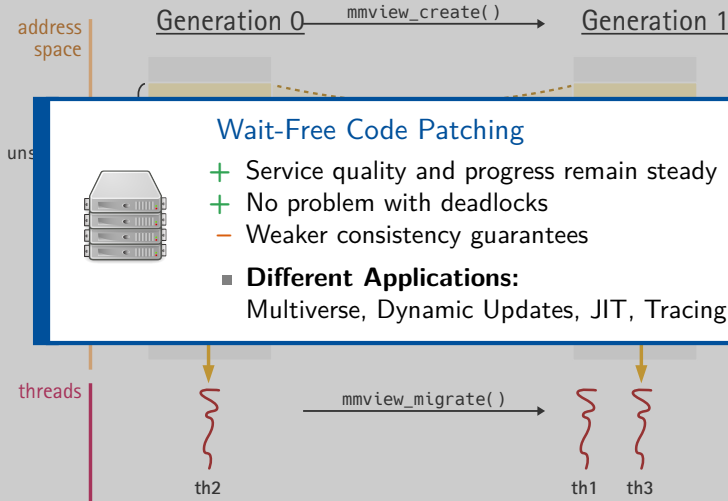 address
space
Generation 0
mmview_create()
Generation 1
uns
Wait-Free Code Patching
+ Service quality and progress remain steady
+ No problem with deadlocks
– Weaker consistency guarantees
■ Different Applications:
Multiverse, Dynamic Updates, JIT, Tracing
threads
mmview_migrate()
th2
th1
th3